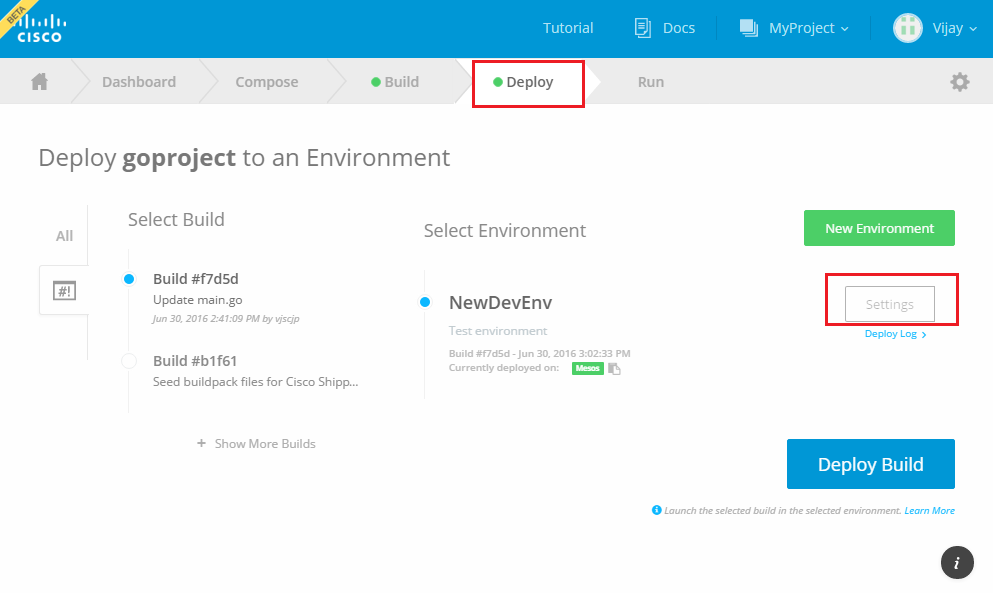 BETA
CISCO
Tutorial Docs MyProject Vijay
Dashboard Compose Build Deploy Run
Deploy goproject to an Environment
All
#!
Select Build
Build #f7d5d
Update main.go
Jun 30, 2016 2:41:09 PM by vjscjp
Build #b1f61
Seed buildpack files for Cisco Shipp...
+ Show More Builds
Select Environment
NewDevEnv
Test environment
Build #f7d5d - Jun 30, 2016 3:02:33 PM
Currently deployed on: Mesos
New Environment
Settings
Deploy Log >
Deploy Build
i Launch the selected build in the selected environment. Learn More
i